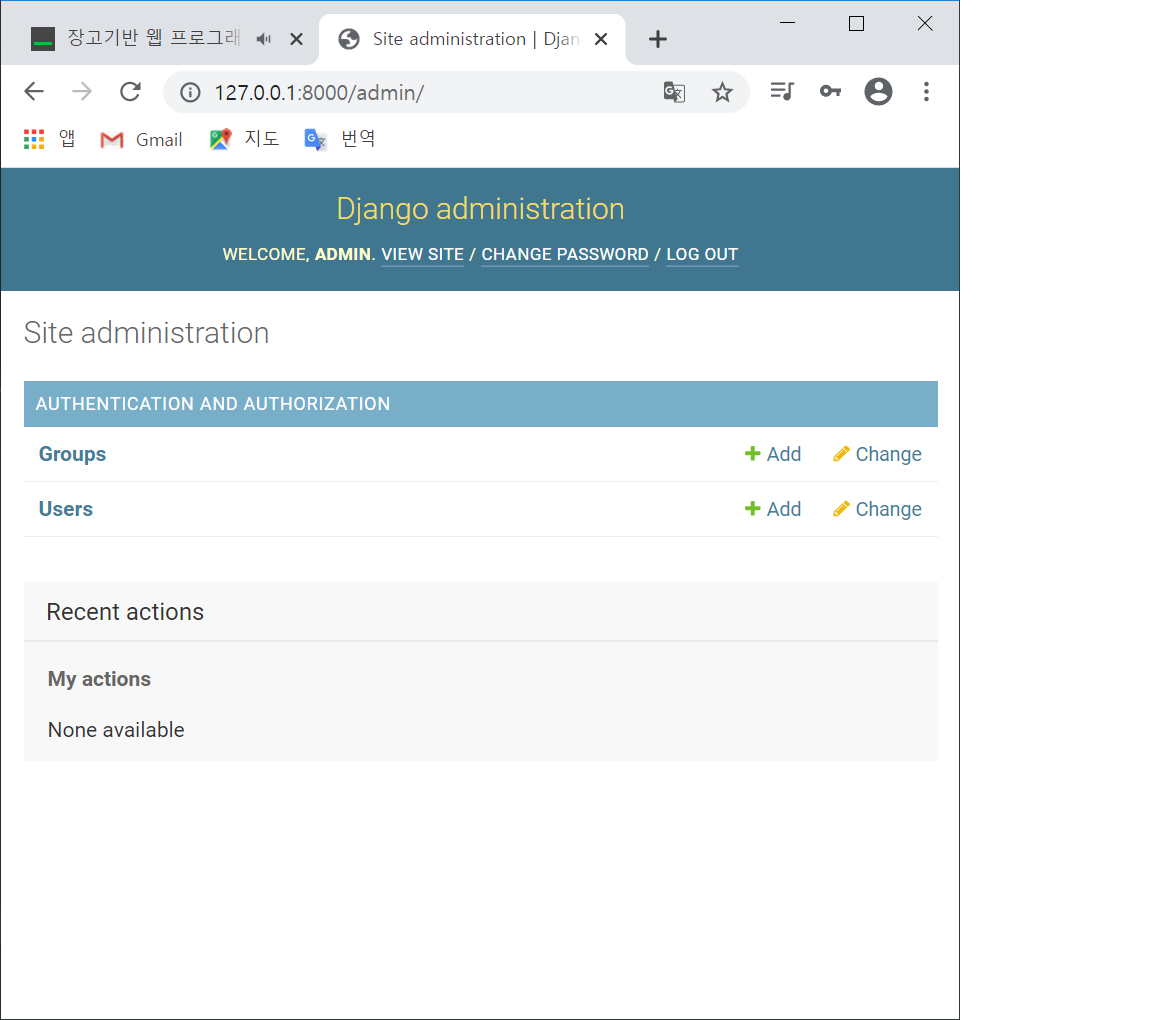 장고기반 웹 프로그래
Site administration | Djan
127.0.0.1:8000/admin/
앱 Gmail 지도 번역
Django administration
WELCOME, ADMIN. VIEW SITE / CHANGE PASSWORD / LOG OUT
Site administration
AUTHENTICATION AND AUTHORIZATION
Groups Add Change
Users Add Change
Recent actions
My actions
None available